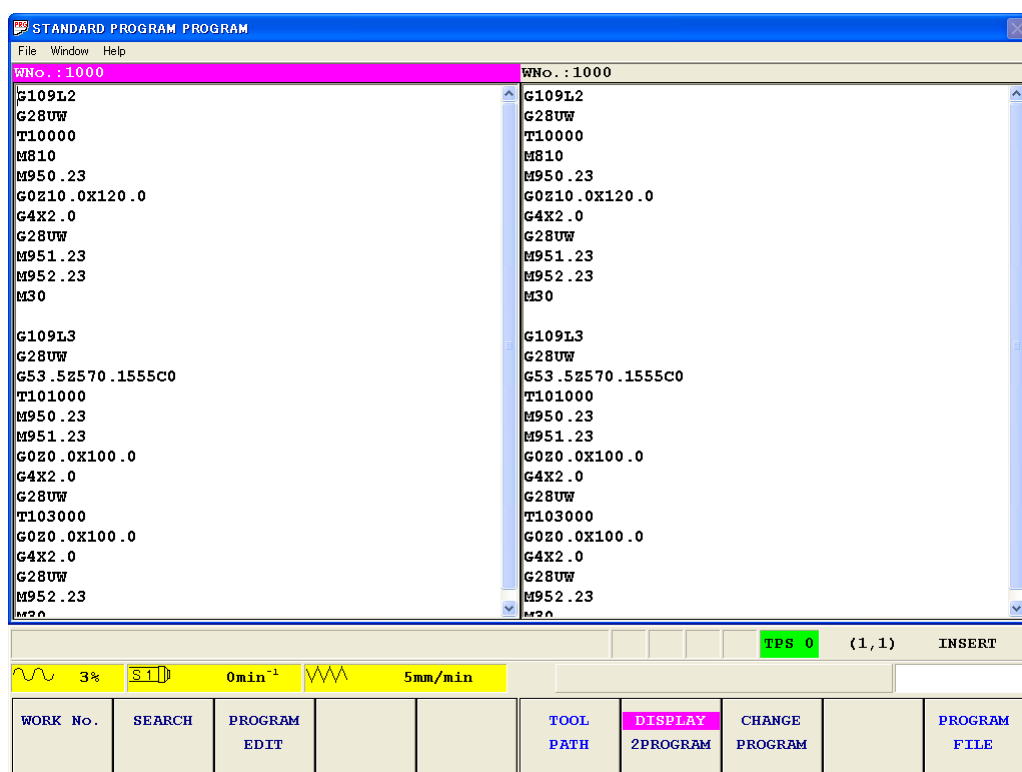 PRG STANDARD PROGRAM PROGRAM
File Window Help
WNo.:1000
G109L2
G28UW
T10000
M810
M950.23
G0Z10.0X120.0
G4X2.0
G28UW
M951.23
M952.23
M30
G109L3
G28UW
G53.5Z570.1555C0
T101000
M950.23
M951.23
G0Z0.0X100.0
G4X2.0
G28UW
T103000
G0Z0.0X100.0
G4X2.0
G28UW
M952.23
M30
WNo.:1000
G109L2
G28UW
T10000
M810
M950.23
G0Z10.0X120.0
G4X2.0
G28UW
M951.23
M952.23
M30
G109L3
G28UW
G53.5Z570.1555C0
T101000
M950.23
M951.23
G0Z0.0X100.0
G4X2.0
G28UW
T103000
G0Z0.0X100.0
G4X2.0
G28UW
M952.23
M30
TPS 0 (1,1) INSERT
3% S1 0min⁻¹ 5mm/min
WORK No.
SEARCH
PROGRAM
EDIT
TOOL
PATH
DISPLAY
2PROGRAM
CHANGE
PROGRAM
PROGRAM
FILE